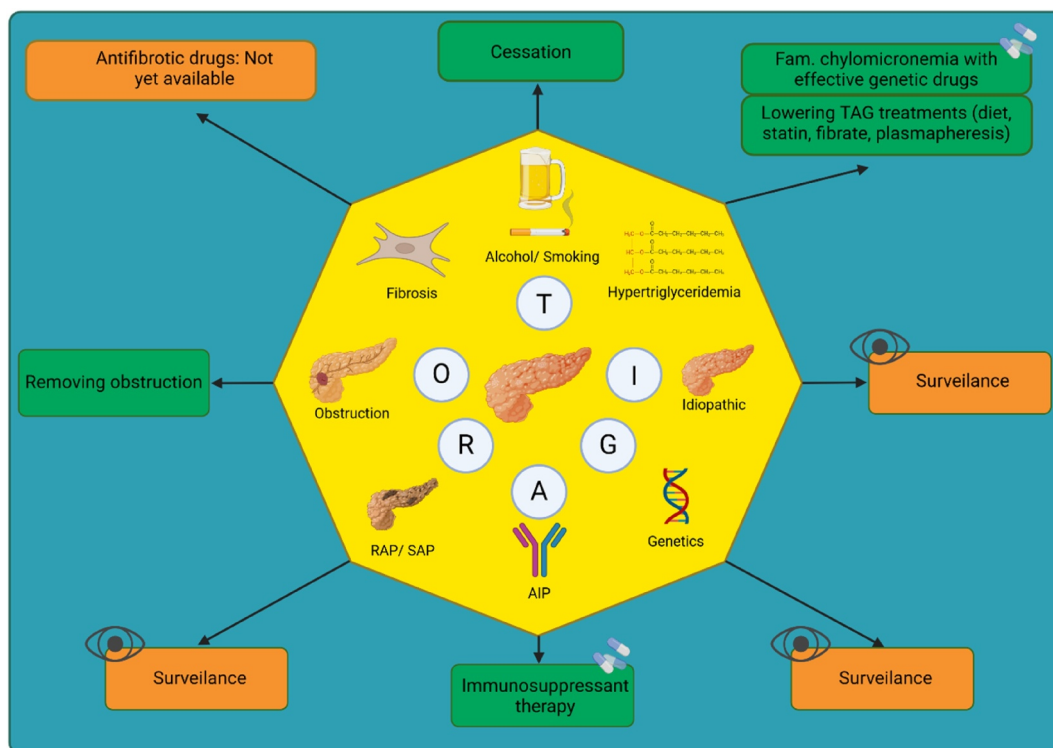 Antifibrotic drugs: Not
yet available
Cessation
Fam. chylomicronemia with
effective genetic drugs
Lowering TAG treatments (diet,
statin, fibrate, plasmapheresis)
Alcohol/ Smoking
Fibrosis
Hypertriglyceridemia
T
Removing obstruction
O
I
Obstruction
Idiopathic
Surveilance
R
G
A
RAP/ SAP
Genetics
AIP
Surveilance
Immunosuppressant
therapy
Surveilance